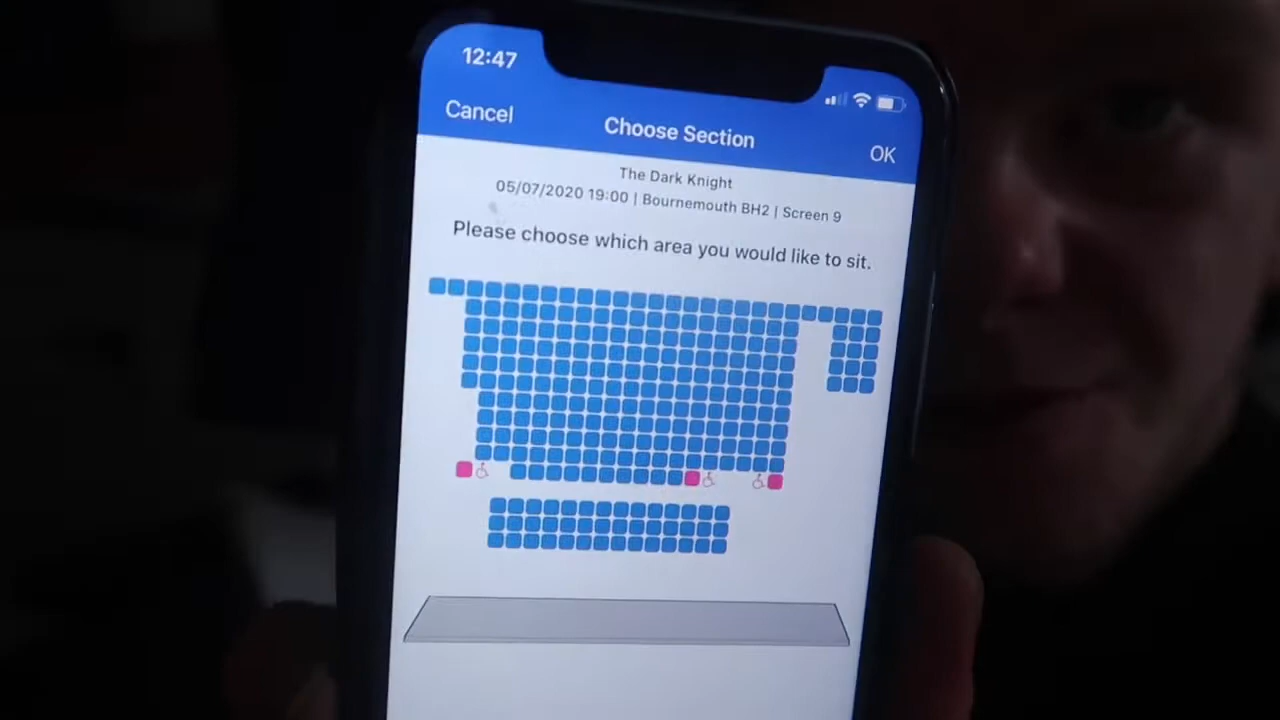 12:47
Cancel
Choose Section
OK
The Dark Knight
05/07/2020 19:00 | Bournemouth BH2 | Screen 9
Please choose which area you would like to sit.